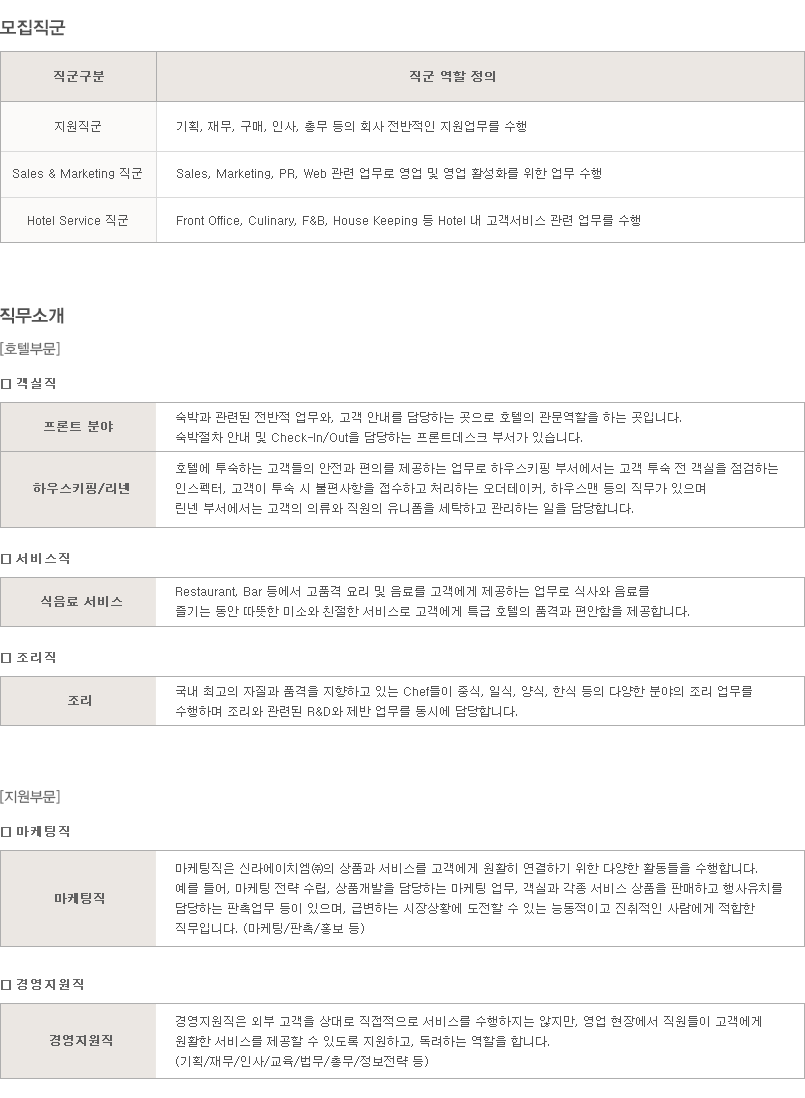 모집직군
직군구분
직군 역할 정의
지원직군
기획, 재무, 구매, 인사, 총무 등의 회사 전반적인 지원업무를 수행
Sales & Marketing 직군
Sales, Marketing, PR, Web 관련 업무로 영업 및 영업 활성화를 위한 업무 수행
Hotel Service 직군
Front Office, Culinary, F&B, House Keeping 등 Hotel 내 고객서비스 관련 업무를 수행
직무소개
[호텔부문]
□ 객실직
프론트 분야
숙박과 관련된 전반적 업무와, 고객 안내를 담당하는 곳으로 호텔의 관문역할을 하는 곳입니다.
숙박절차 안내 및 Check-In/Out을 담당하는 프론트데스크 부서가 있습니다.
하우스키핑/리넨
호텔에 투숙하는 고객들의 안전과 편의를 제공하는 업무로 하우스키핑 부서에서는 고객 투숙 전 객실을 점검하는
인스펙터, 고객이 투숙 시 불편사항을 접수하고 처리하는 오더테이커, 하우스맨 등의 직무가 있으며
린넨 부서에서는 고객의 의류와 직원의 유니폼을 세탁하고 관리하는 일을 담당합니다.
□ 서비스직
식음료 서비스
Restaurant, Bar 등에서 고품격 요리 및 음료를 고객에게 제공하는 업무로 식사와 음료를
즐기는 동안 따뜻한 미소와 친절한 서비스로 고객에게 특급 호텔의 품격과 편안함을 제공합니다.
□ 조리직
조리
국내 최고의 자질과 품격을 지향하고 있는 Chef들이 중식, 일식, 양식, 한식 등의 다양한 분야의 조리 업무를
수행하며 조리와 관련된 R&D와 제반 업무를 동시에 담당합니다.
[지원부문]
□ 마케팅직
마케팅직
마케팅직은 신라에이치엠㈜의 상품과 서비스를 고객에게 원활히 연결하기 위한 다양한 활동들을 수행합니다.
예를 들어, 마케팅 전략 수립, 상품개발을 담당하는 마케팅 업무, 객실과 각종 서비스 상품을 판매하고 행사유치를
담당하는 판촉업무 등이 있으며, 급변하는 시장상황에 도전할 수 있는 능동적이고 진취적인 사람에게 적합한
직무입니다. (마케팅/판촉/홍보 등)
□ 경영지원직
경영지원직
경영지원직은 외부 고객을 상대로 직접적으로 서비스를 수행하지는 않지만, 영업 현장에서 직원들이 고객에게
원활한 서비스를 제공할 수 있도록 지원하고, 독려하는 역할을 합니다.
(기획/재무/인사/교육/법무/총무/정보전략 등)